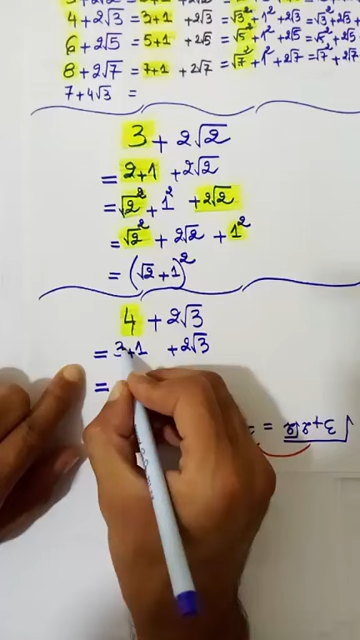 4+2√3 = 3+1 +2√3 = √3²+1²+2√3 = √3²+2√3
6+2√5 = 5+1 +2√5 = √5²+1²+2√5 = √5²+2√5
8+2√7 = 7+1 +2√7 = √7²+1²+2√7 = √7²+2√7
7+4√3 =
3+2√2
= 2+1 +2√2
= √2²+1² +2√2
= √2² + 2√2 + 1²
= (√2+1)²
4 + 2√3
= 3+1 +2√3
=
√3+2√2 =